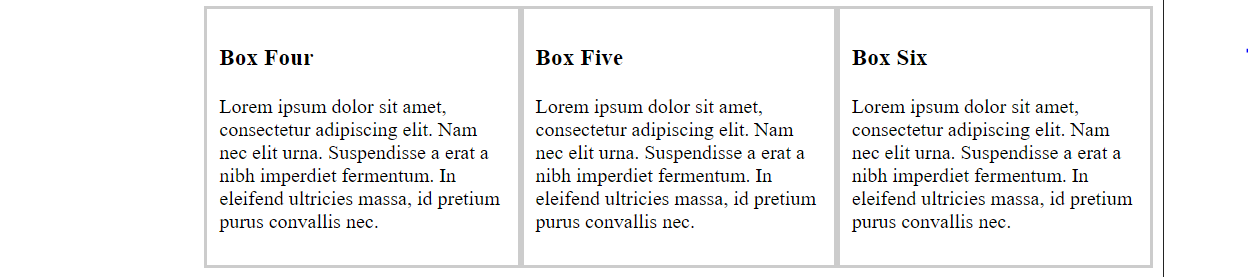 Box Four
Lorem ipsum dolor sit amet,
consectetur adipiscing elit. Nam
nec elit urna. Suspendisse a erat a
nibh imperdiet fermentum. In
eleifend ultricies massa, id pretium
purus convallis nec.
Box Five
Lorem ipsum dolor sit amet,
consectetur adipiscing elit. Nam
nec elit urna. Suspendisse a erat a
nibh imperdiet fermentum. In
eleifend ultricies massa, id pretium
purus convallis nec.
Box Six
Lorem ipsum dolor sit amet,
consectetur adipiscing elit. Nam
nec elit urna. Suspendisse a erat a
nibh imperdiet fermentum. In
eleifend ultricies massa, id pretium
purus convallis nec.